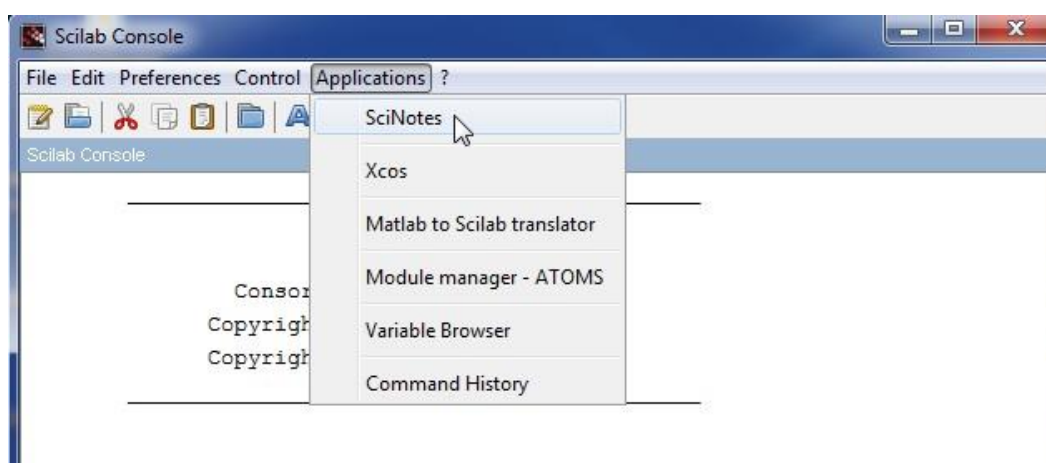 Scilab Console
File Edit Preferences Control Applications ?
SciNotes
Scilab Console
Xcos
Matlab to Scilab translator
Module manager - ATOMS
Variable Browser
Command History